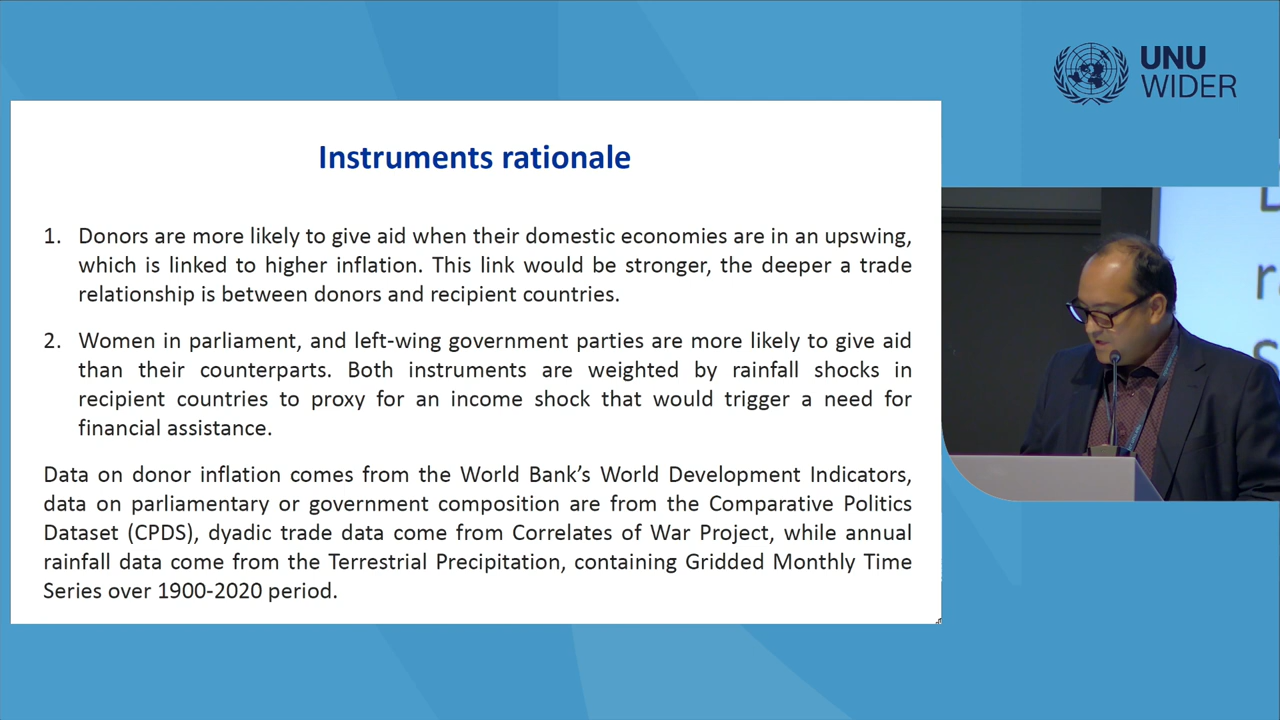 UNU
WIDER
Instruments rationale
1. Donors are more likely to give aid when their domestic economies are in an upswing,
which is linked to higher inflation. This link would be stronger, the deeper a trade
relationship is between donors and recipient countries.
2. Women in parliament, and left-wing government parties are more likely to give aid
than their counterparts. Both instruments are weighted by rainfall shocks in
recipient countries to proxy for an income shock that would trigger a need for
financial assistance.
Data on donor inflation comes from the World Bank’s World Development Indicators,
data on parliamentary or government composition are from the Comparative Politics
Dataset (CPDS), dyadic trade data come from Correlates of War Project, while annual
rainfall data come from the Terrestrial Precipitation, containing Gridded Monthly Time
Series over 1900-2020 period.